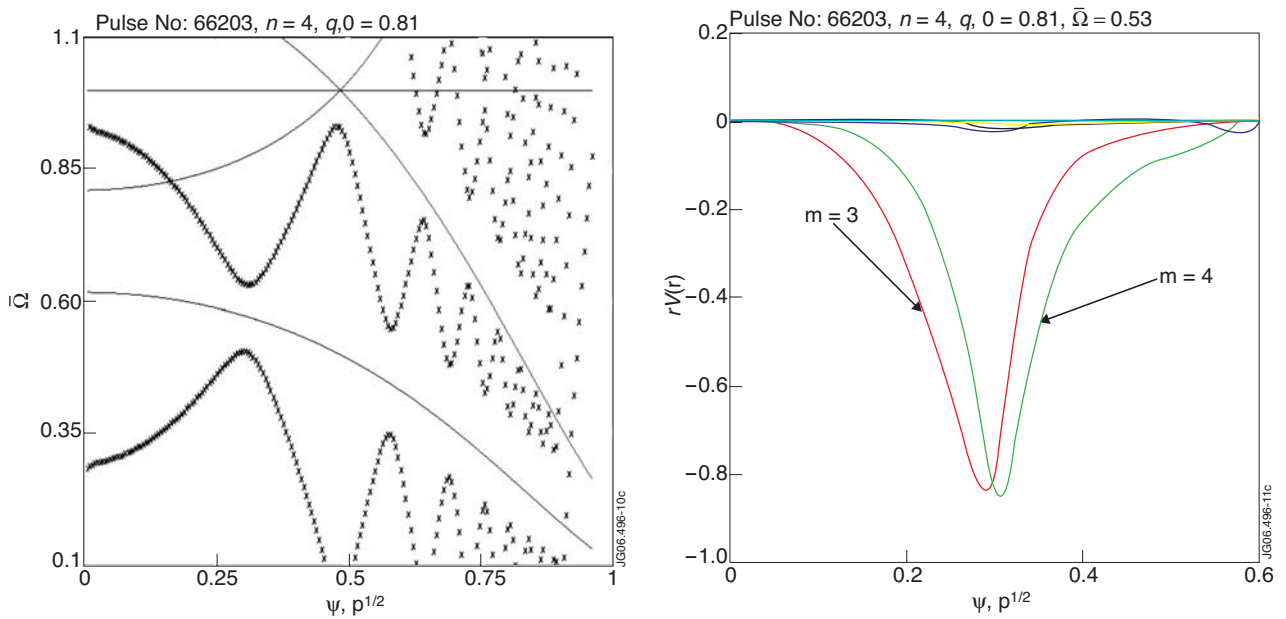 Pulse No: 66203, n = 4, q,0 = 0.81
1.1
0.85
0.60
0.35
0.1
Ω̅
0
0.25
0.5
0.75
1
ψ, p^1/2
JG06.496-10c
Pulse No: 66203, n = 4, q, 0 = 0.81, Ω̅ = 0.53
0.2
0
−0.2
−0.4
−0.6
−0.8
−1.0
rV(r)
m = 3
m = 4
0
0.2
0.4
0.6
ψ, p^1/2
JG06.496-11c